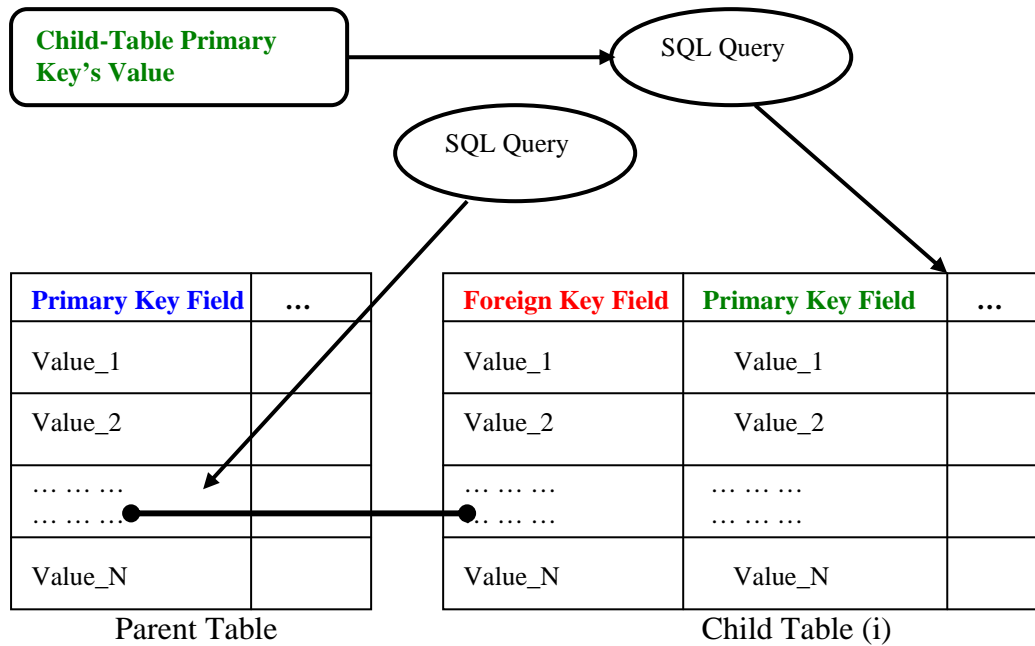 Child-Table Primary
Key’s Value
SQL Query
SQL Query
Primary Key Field
…
Foreign Key Field
Primary Key Field
…
Value_1
Value_1
Value_1
Value_2
Value_2
Value_2
… … …
… … …
… … …
… … …
… … …
… … …
Value_N
Value_N
Value_N
Parent Table
Child Table (i)